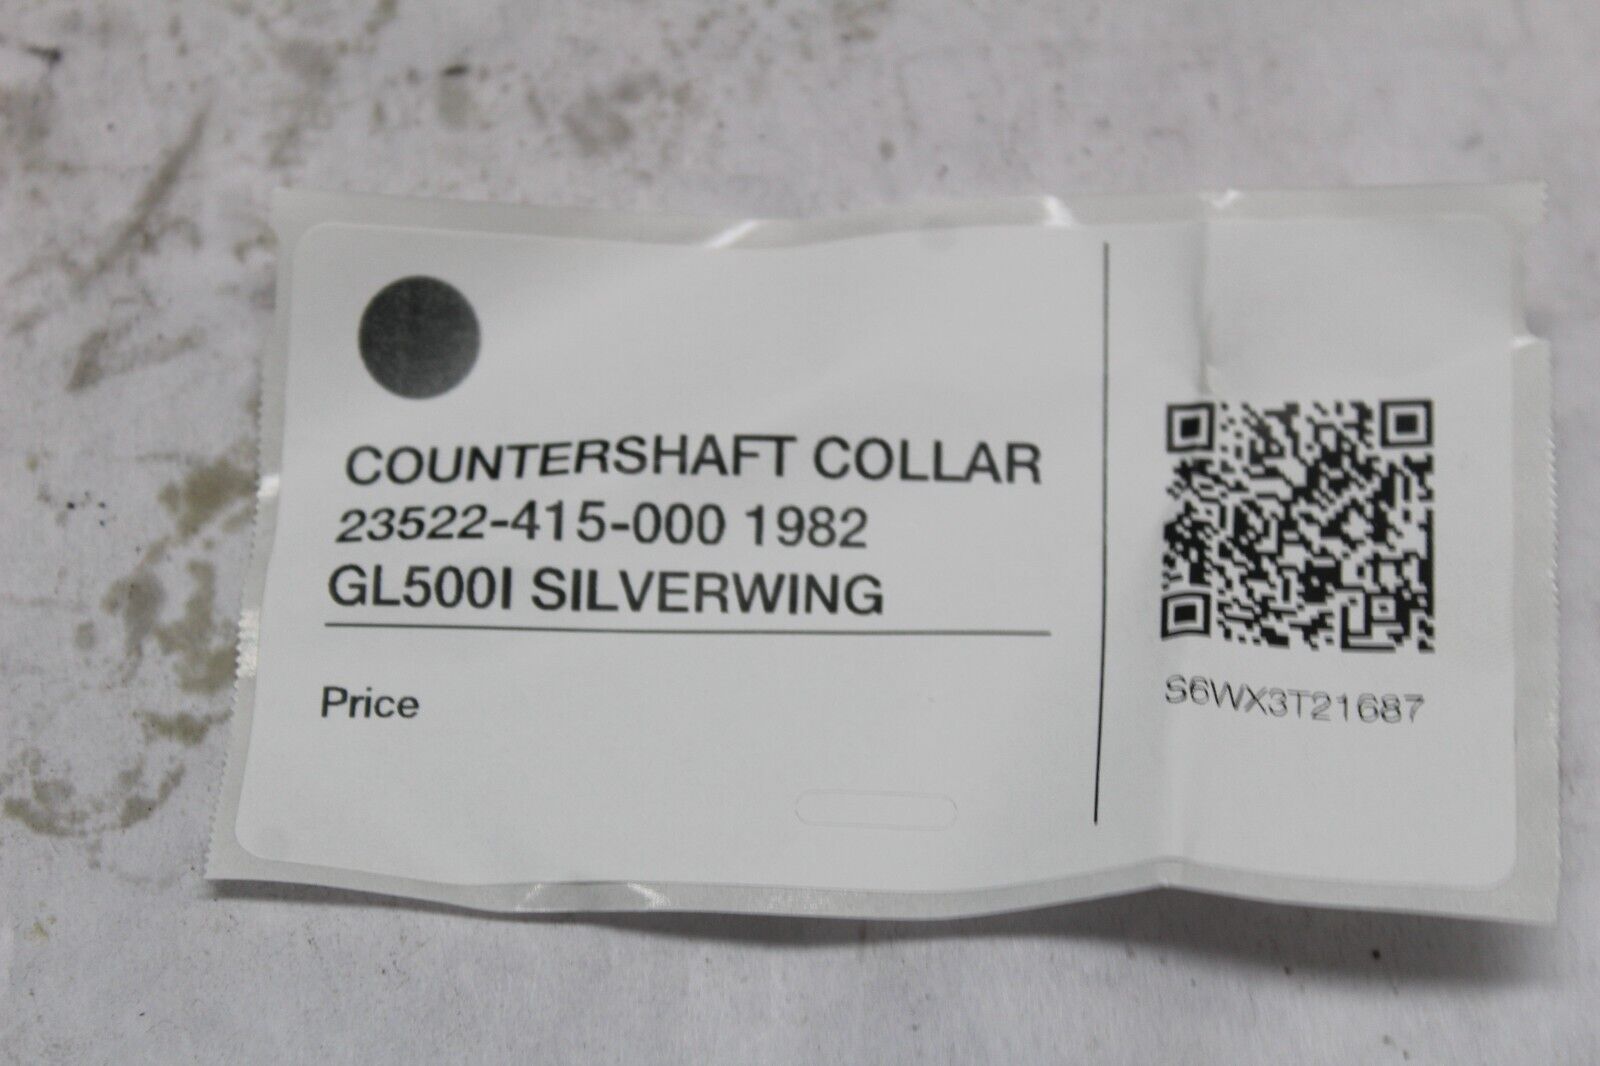 COUNTERSHAFT COLLAR
23522-415-000 1982
GL500I SILVERWING
Price
S6WX3T21687